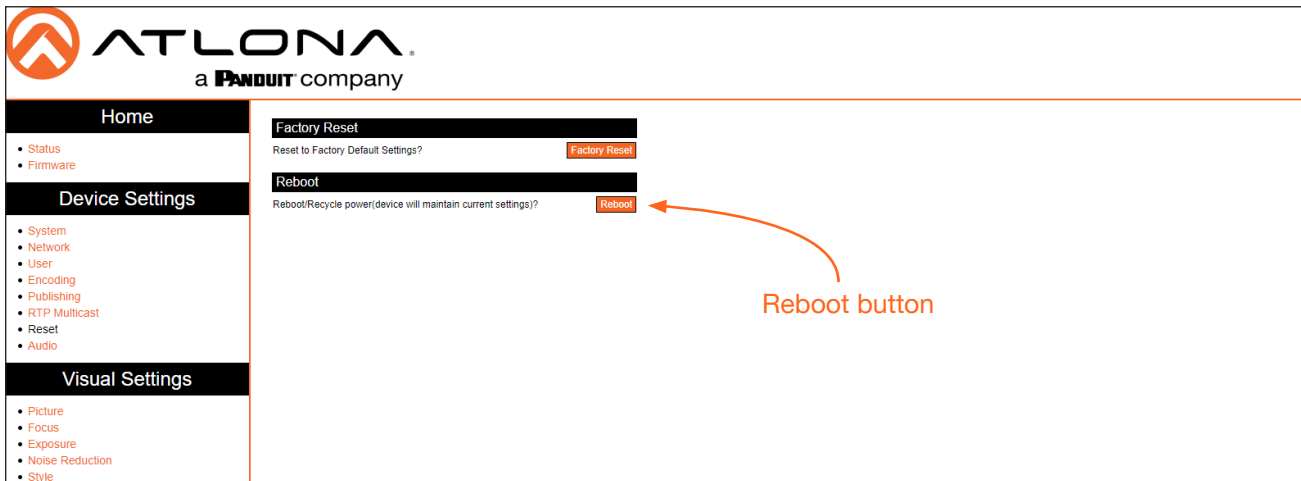 ATLONA®
a PANDUIT™ company
Home
• Status
• Firmware
Device Settings
• System
• Network
• User
• Encoding
• Publishing
• RTP Multicast
• Reset
• Audio
Visual Settings
• Picture
• Focus
• Exposure
• Noise Reduction
• Style
Factory Reset
Reset to Factory Default Settings? Factory Reset
Reboot
Reboot/Recycle power(device will maintain current settings)? Reboot
Reboot button